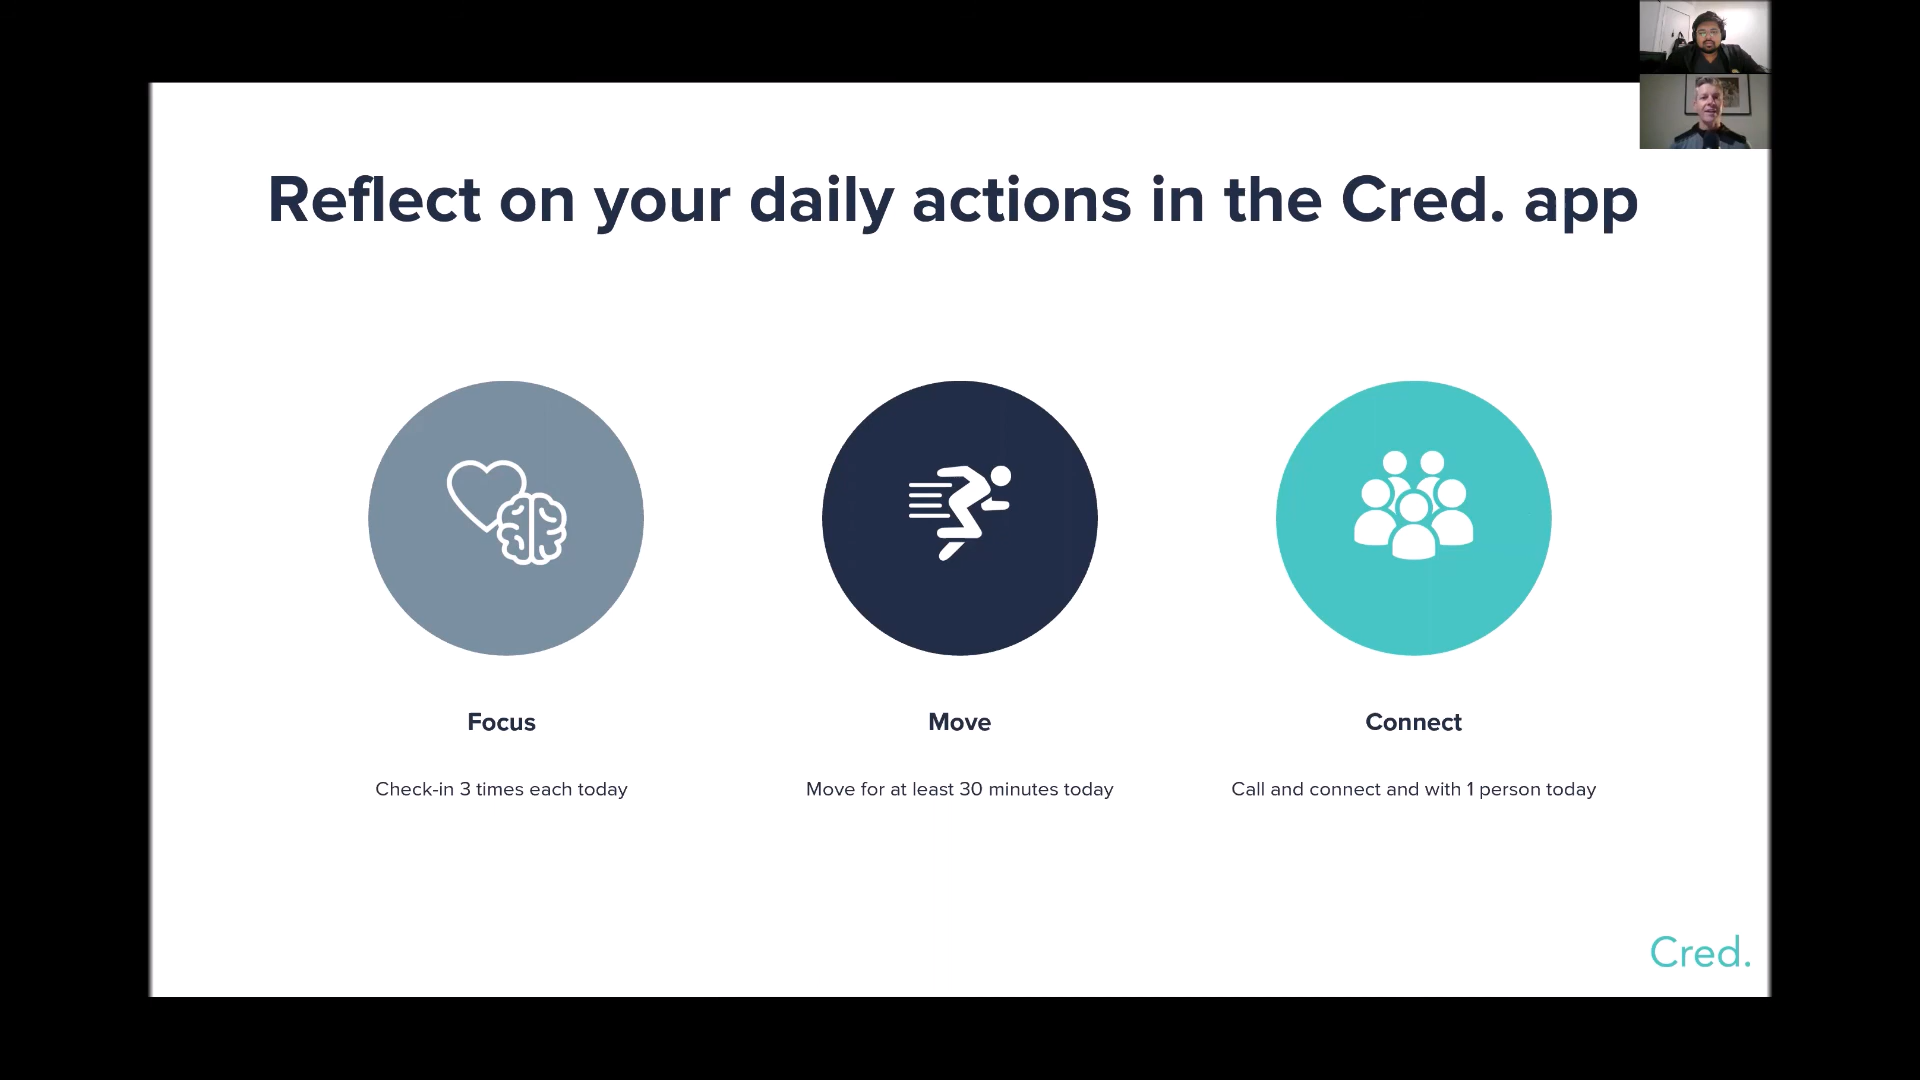 Reflect on your daily actions in the Cred. app
Focus
Move
Connect
Check-in 3 times each today
Move for at least 30 minutes today
Call and connect and with 1 person today
Cred.